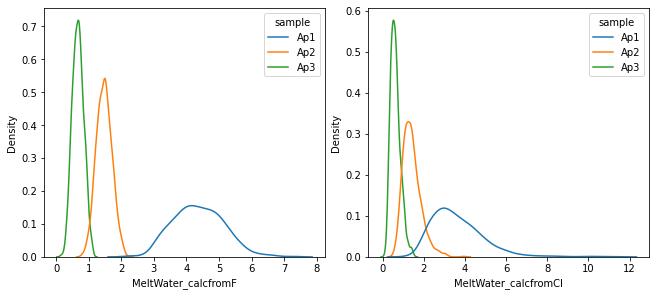 sample
Ap1
Ap2
Ap3
Density
0.7
0.6
0.5
0.4
0.3
0.2
0.1
0.0
0 1 2 3 4 5 6 7 8
MeltWater_calcfromF
sample
Ap1
Ap2
Ap3
Density
0.6
0.5
0.4
0.3
0.2
0.1
0.0
0 2 4 6 8 10 12
MeltWater_calcfromCl